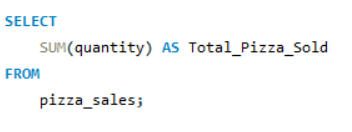 SELECT
SUM(quantity) AS Total_Pizza_Sold
FROM
pizza_sales;